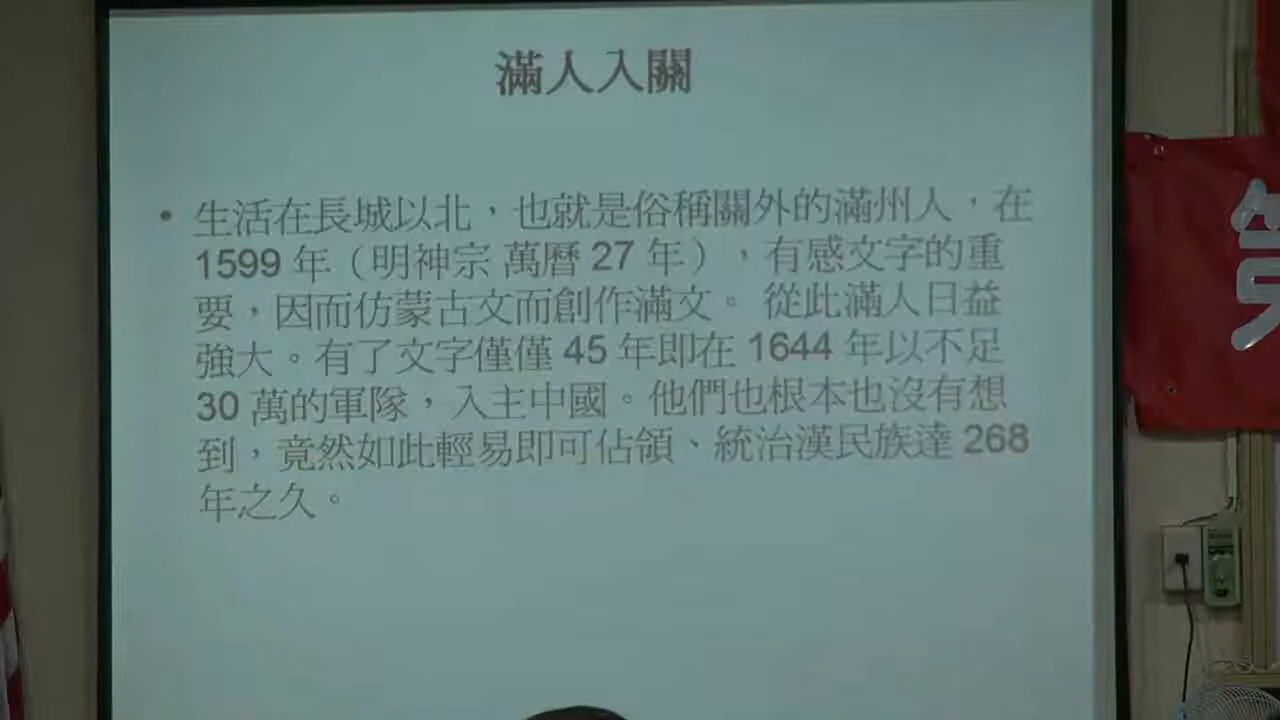 滿人入關
• 生活在長城以北，也就是俗稱關外的滿州人，在
1599 年（明神宗 萬曆 27 年），有感文字的重
要，因而仿蒙古文而創作滿文。 從此滿人日益
強大。有了文字僅僅 45 年即在 1644 年以不足
30 萬的軍隊，入主中國。他們也根本也沒有想
到，竟然如此輕易即可佔領、統治漢民族達 268
年之久。